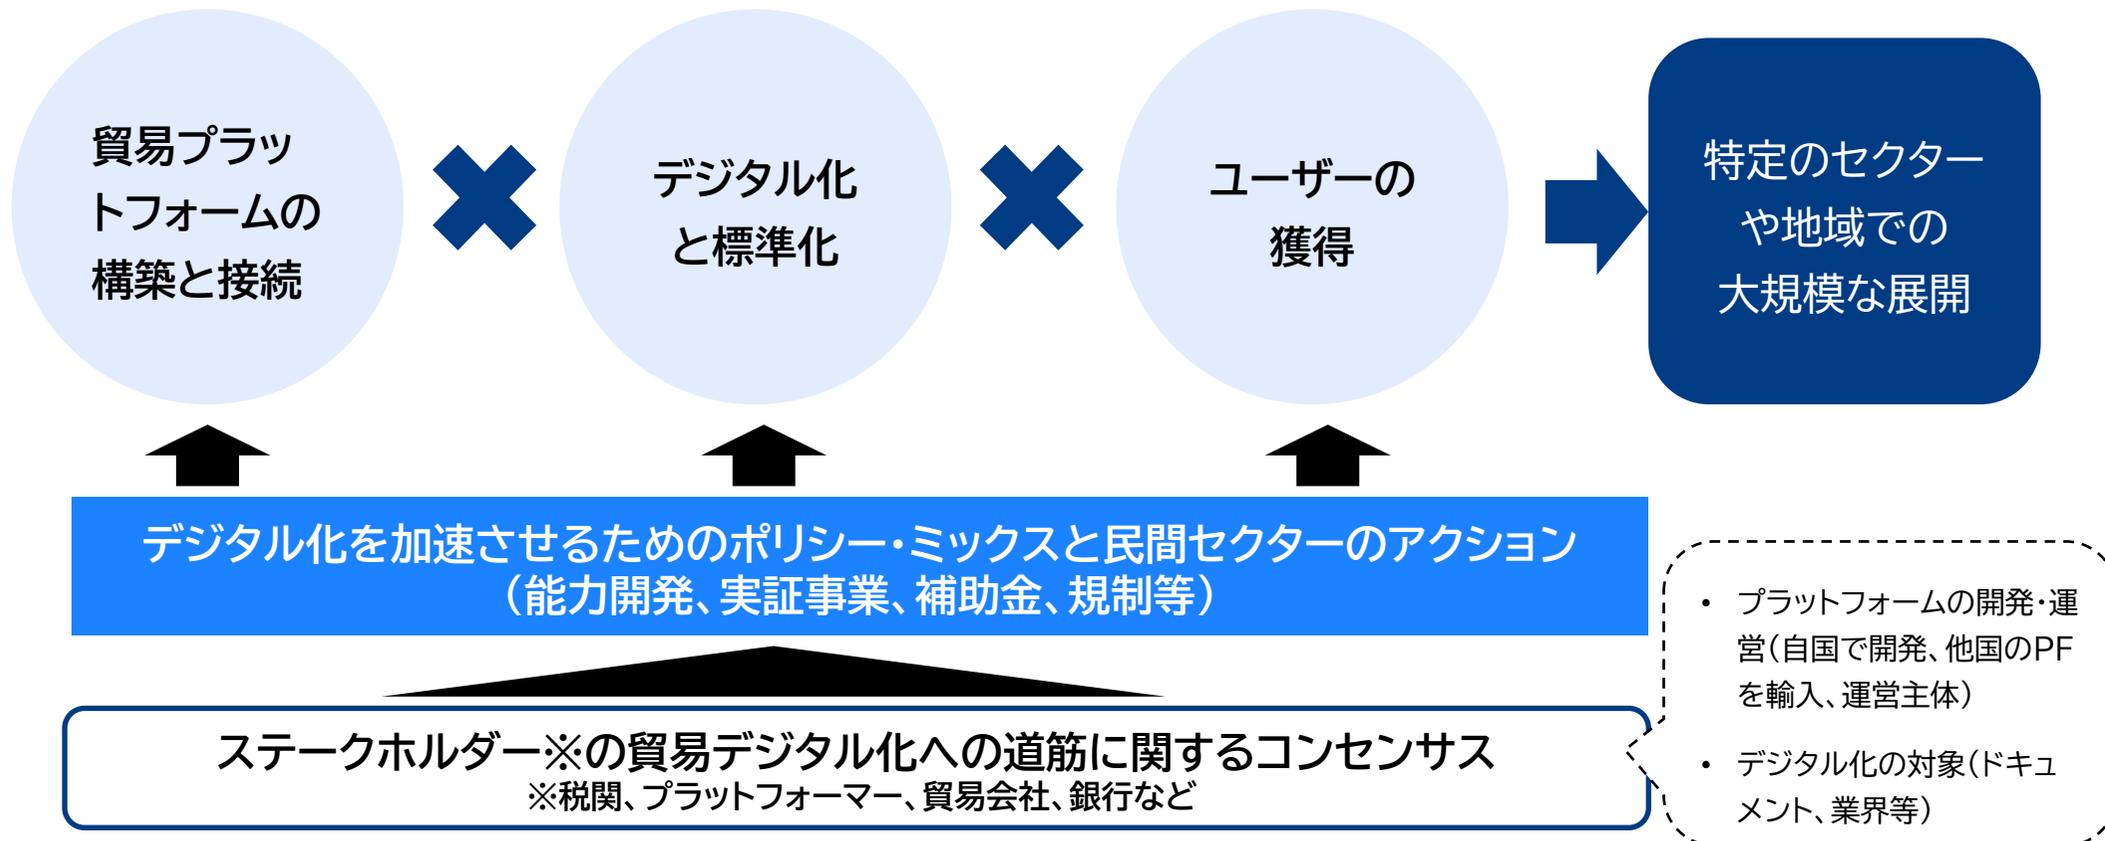 貿易プラッ
トフォームの
構築と接続
デジタル化
と標準化
ユーザーの
獲得
特定のセクター
や地域での
大規模な展開
デジタル化を加速させるためのポリシー・ミックスと民間セクターのアクション
（能力開発、実証事業、補助金、規制等）
ステークホルダー※の貿易デジタル化への道筋に関するコンセンサス
※税関、プラットフォーマー、貿易会社、銀行など
• プラットフォームの開発・運
営（自国で開発、他国のPF
を輸入、運営主体）
• デジタル化の対象（ドキュ
メント、業界等）